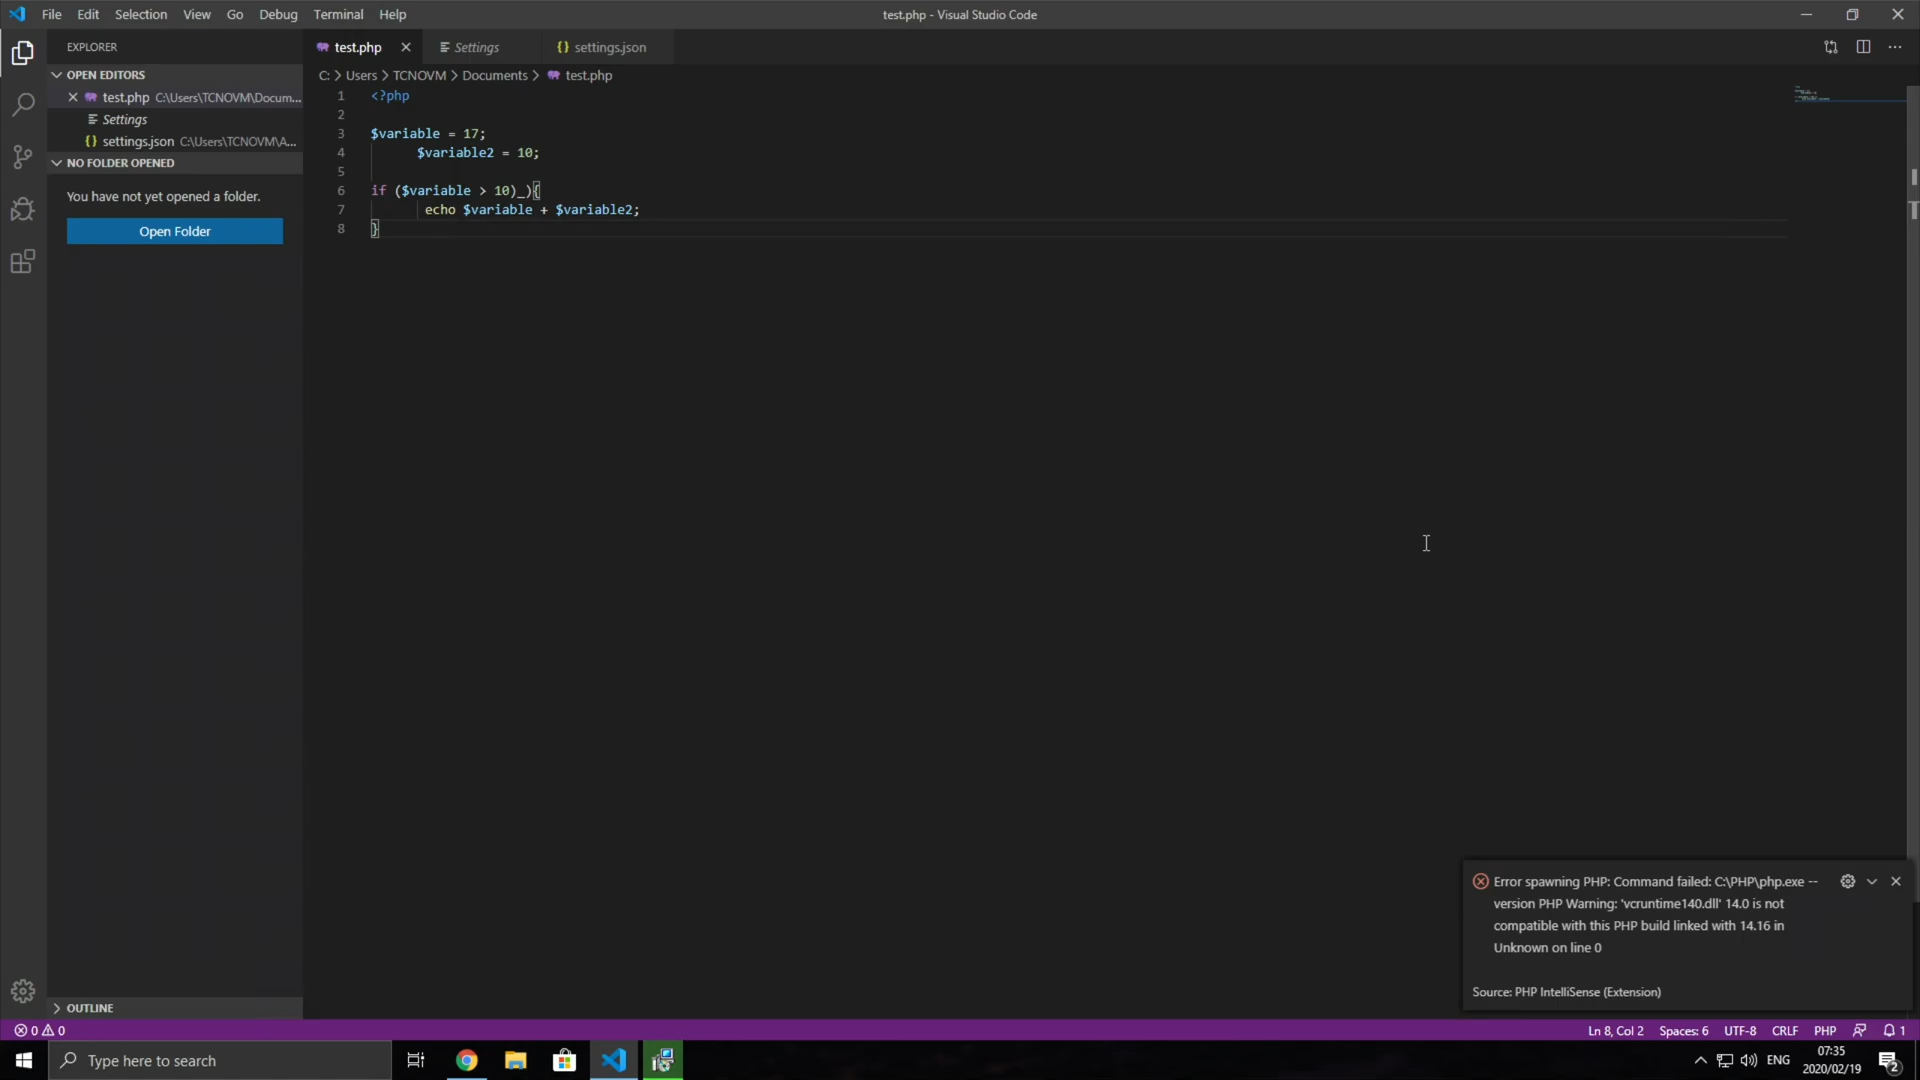 File Edit Selection View Go Debug Terminal Help
test.php - Visual Studio Code
EXPLORER
OPEN EDITORS
test.php C:\Users\TCNOVM\Docum...
Settings
settings.json C:\Users\TCNOVM\A...
NO FOLDER OPENED
You have not yet opened a folder.
Open Folder
OUTLINE
test.php
Settings
{} settings.json
C: > Users > TCNOVM > Documents > test.php
1 <?php
2
3 $variable = 17;
4 $variable2 = 10;
5
6 if ($variable > 10)_){
7 echo $variable + $variable2;
8 }
Error spawning PHP: Command failed: C:\PHP\php.exe --
version PHP Warning: 'vcruntime140.dll' 14.0 is not
compatible with this PHP build linked with 14.16 in
Unknown on line 0
Source: PHP IntelliSense (Extension)
0 0
Ln 8, Col 2 Spaces: 6 UTF-8 CRLF PHP 1
Type here to search
ENG
07:35
2020/02/19
2